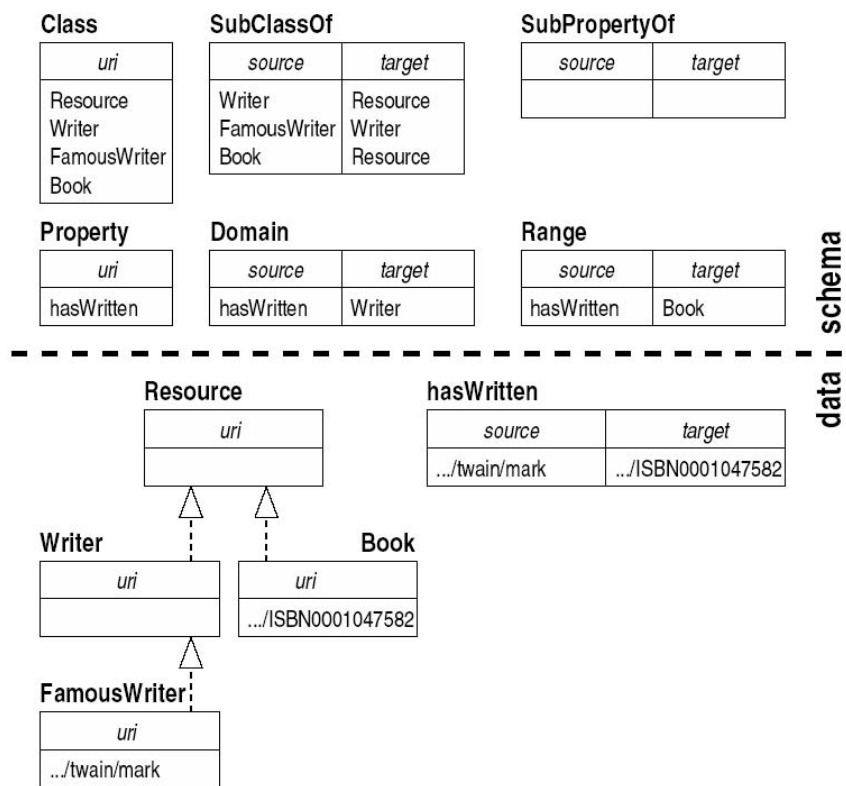 Class
SubClassOf
SubPropertyOf
uri
source target
source target
Resource
Writer
FamousWriter
Book
Writer Resource
FamousWriter Writer
Book Resource
Property
Domain
Range
uri
source target
source target
hasWritten
hasWritten Writer
hasWritten Book
schema
data
Resource
hasWritten
uri
source target
.../twain/mark .../ISBN0001047582
Writer
Book
uri
uri
.../ISBN0001047582
FamousWriter
uri
.../twain/mark